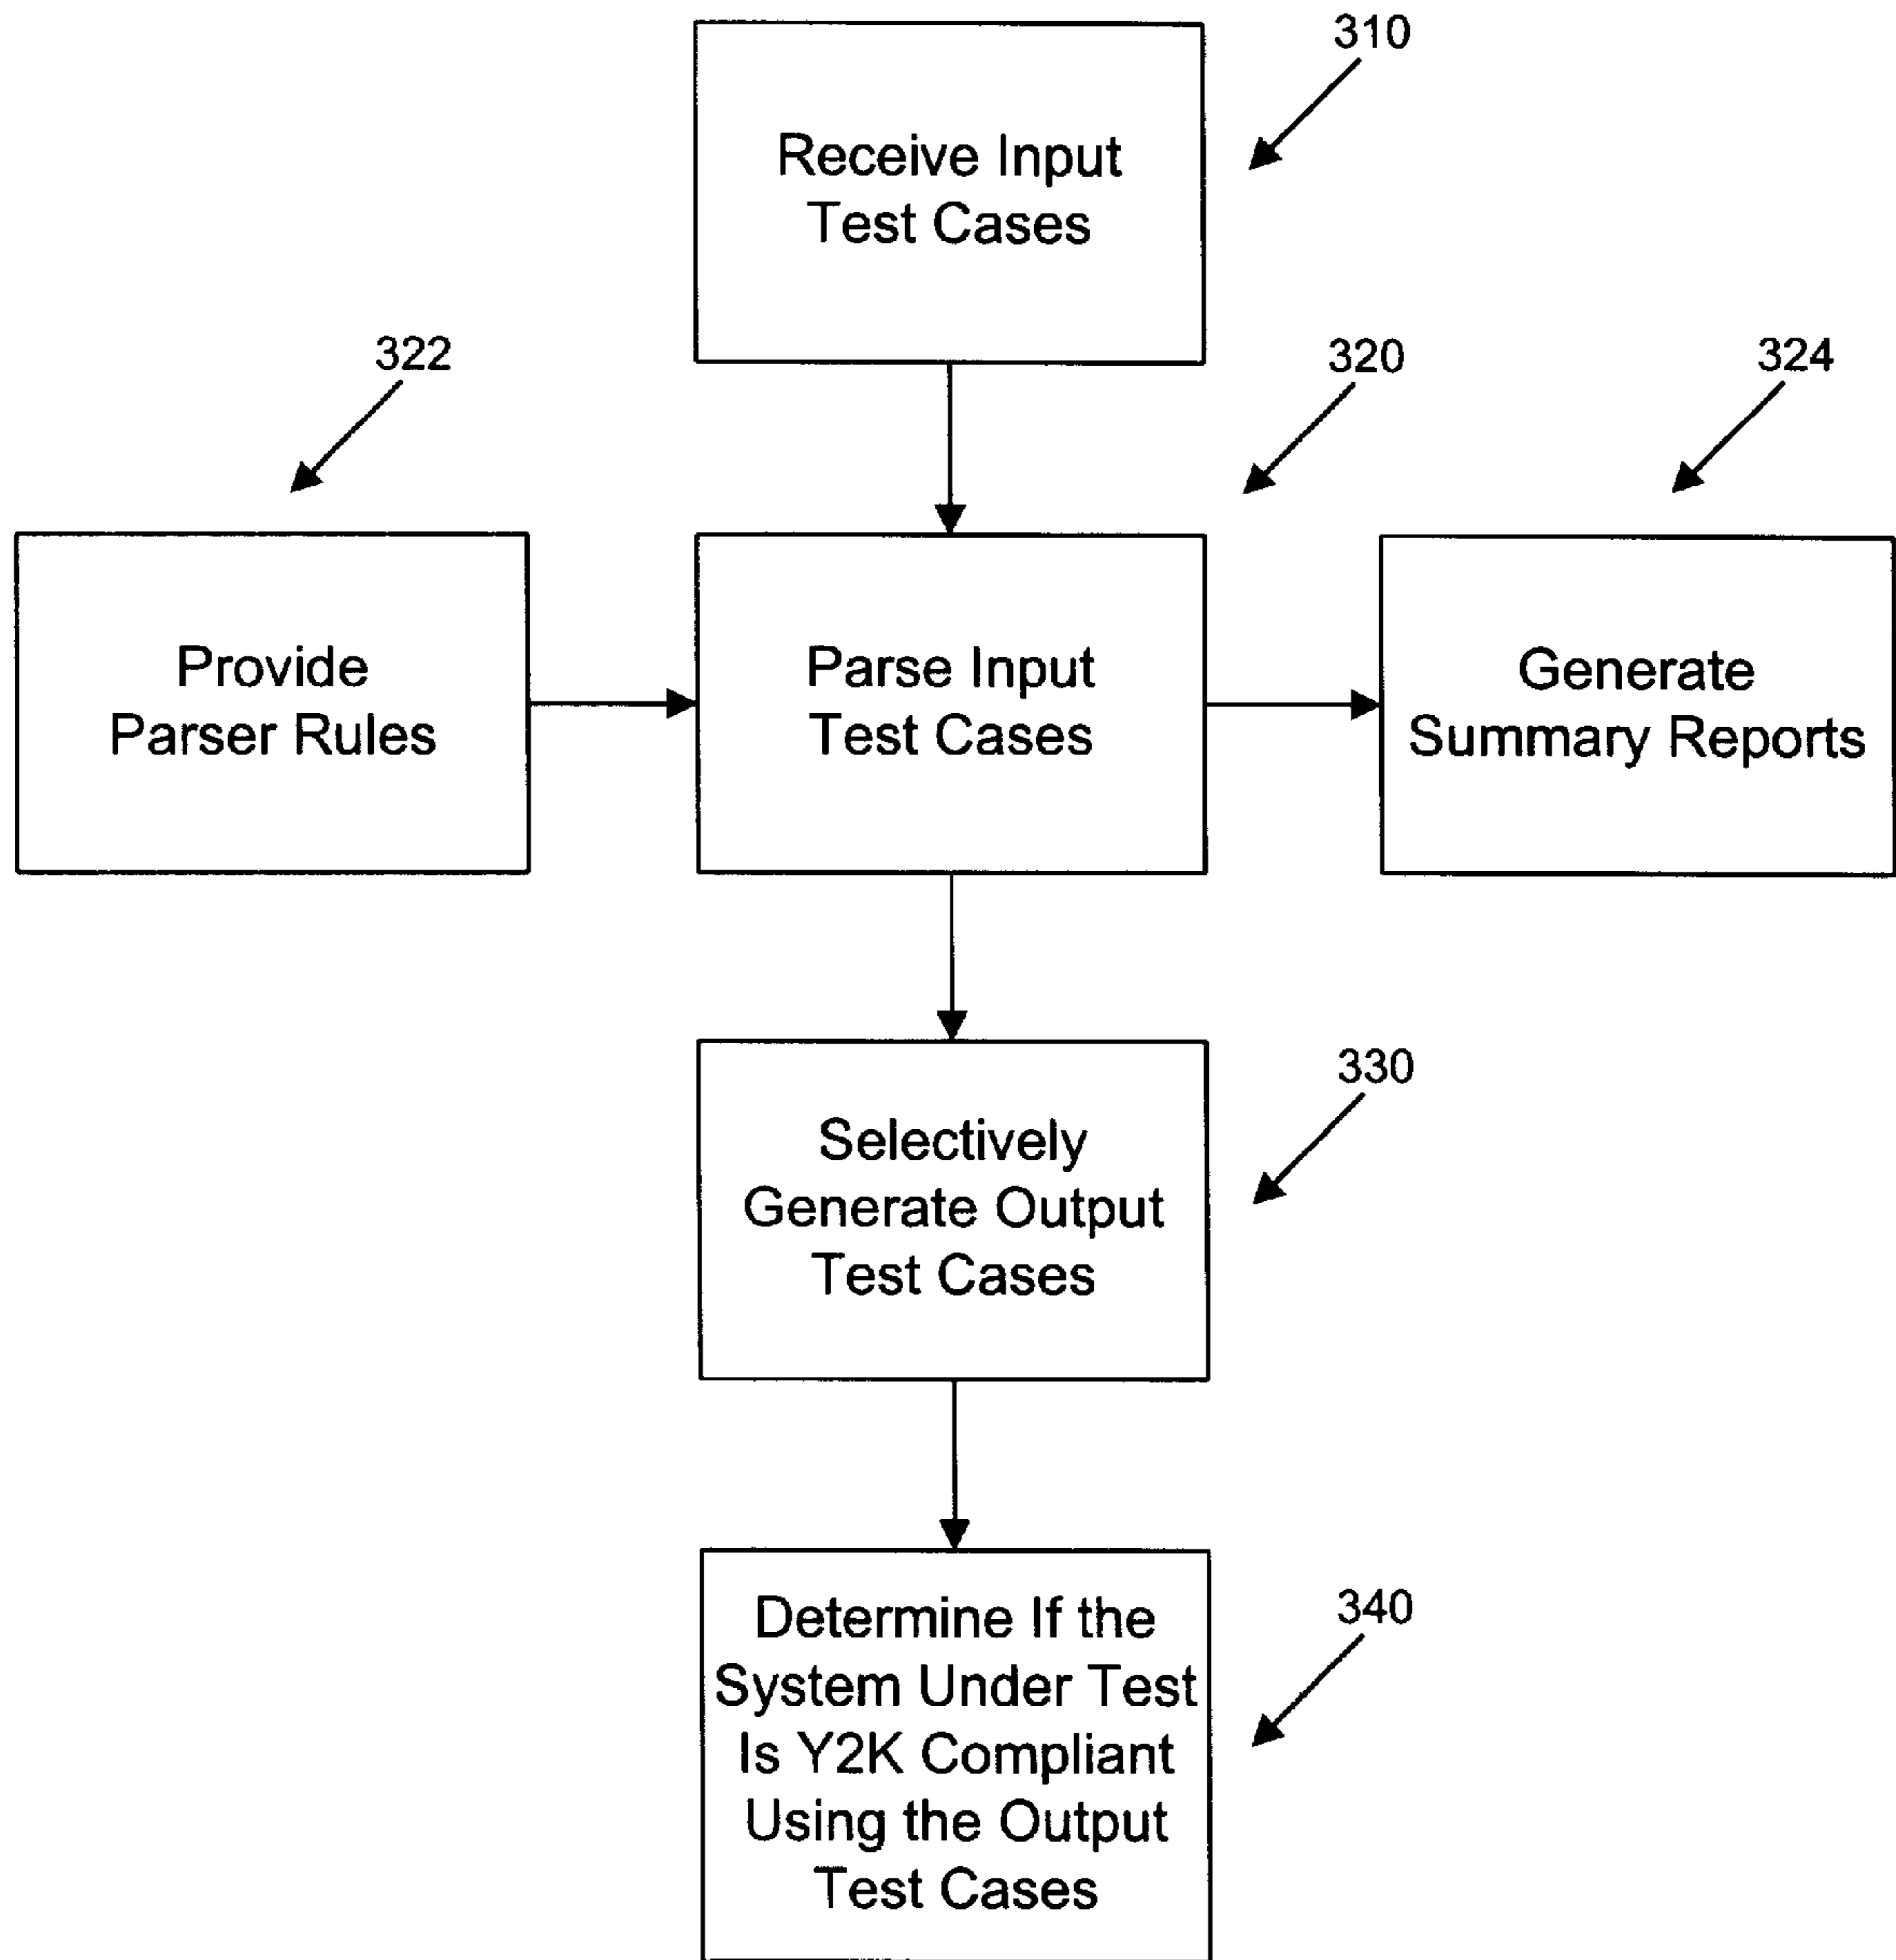 310
Receive Input
Test Cases
322
320
324
Provide
Parser Rules
Parse Input
Test Cases
Generate
Summary Reports
330
Selectively
Generate Output
Test Cases
340
Determine If the
System Under Test
Is Y2K Compliant
Using the Output
Test Cases